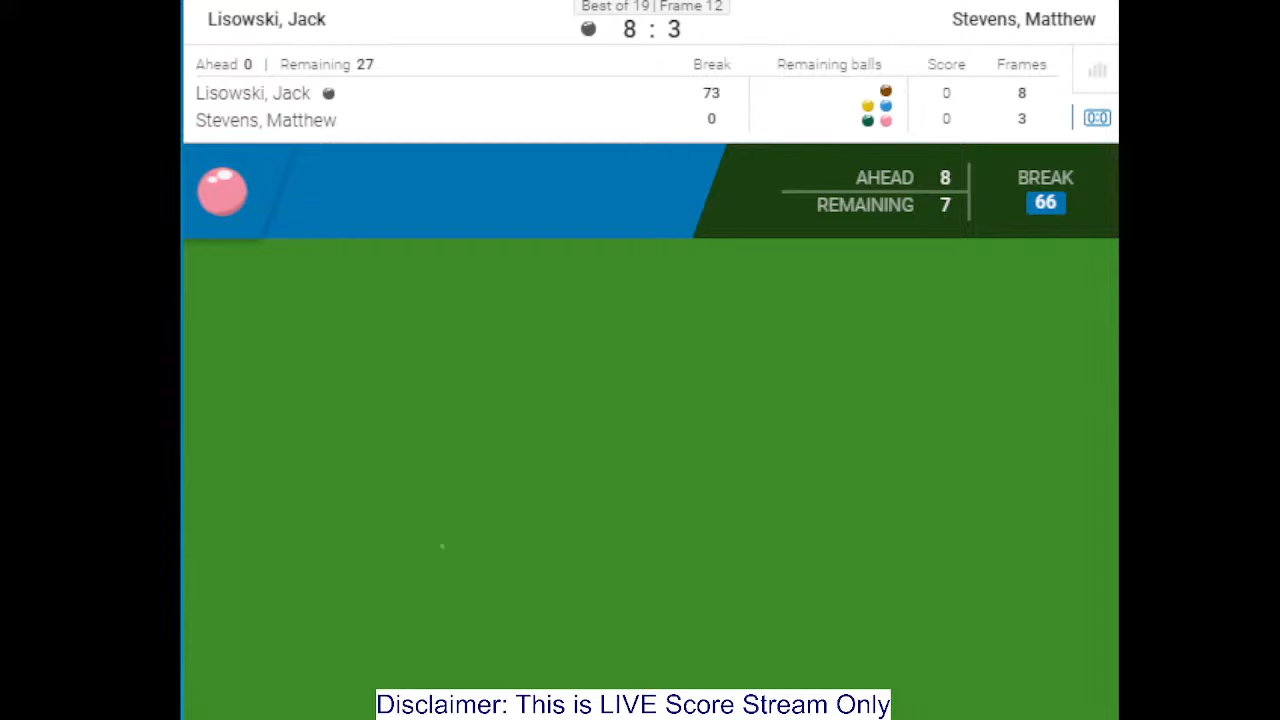 Best of 19 | Frame 12
Lisowski, Jack 8 : 3 Stevens, Matthew
Ahead 0 | Remaining 27 Break Remaining balls Score Frames
Lisowski, Jack 73 0 8
Stevens, Matthew 0 0 3
0:0
AHEAD 8 BREAK
REMAINING 7 66
Disclaimer: This is LIVE Score Stream Only